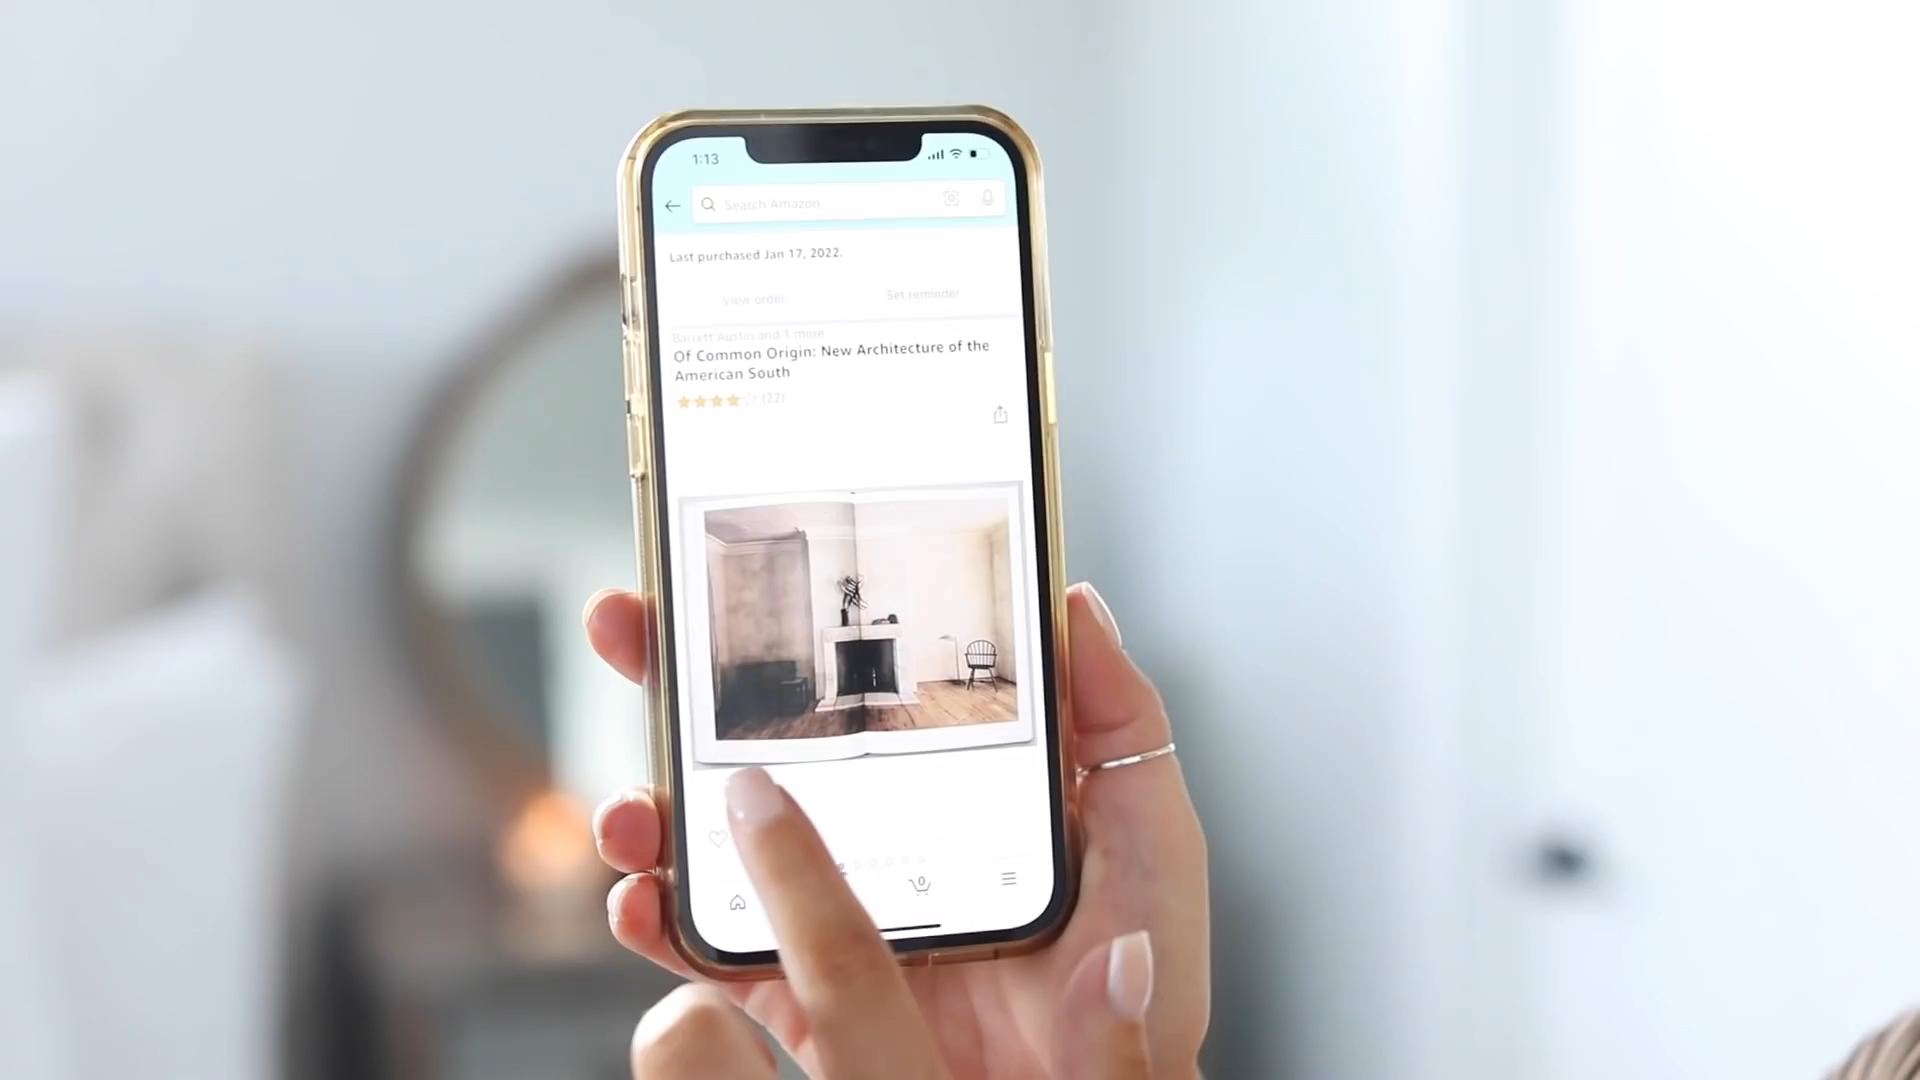 1:13
Search Amazon
Last purchased Jan 17, 2022.
View order
Set reminder
Barrett Austin and 1 more
Of Common Origin: New Architecture of the
American South
(22)
0